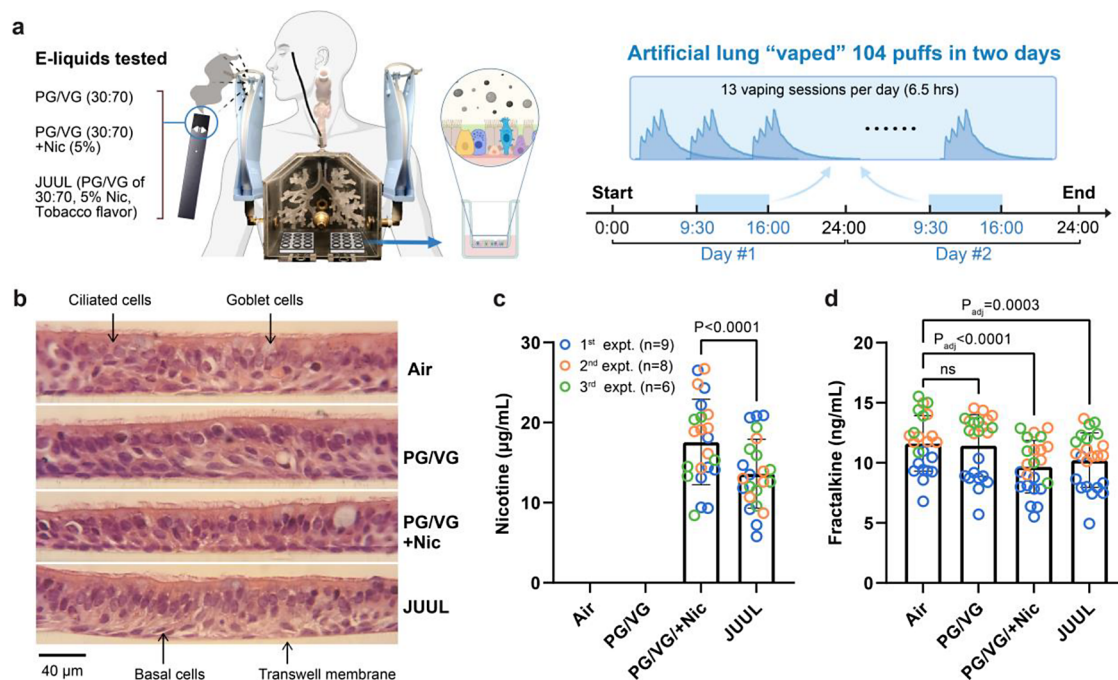 a
E-liquids tested
PG/VG (30:70)
PG/VG (30:70)
+Nic (5%)
JUUL (PG/VG of
30:70, 5% Nic,
Tobacco flavor)
Artificial lung “vaped” 104 puffs in two days
13 vaping sessions per day (6.5 hrs)
Start
End
0:00
9:30
16:00
24:00
9:30
16:00
24:00
Day #1
Day #2
b
Ciliated cells
Goblet cells
Air
PG/VG
PG/VG
+Nic
JUUL
40 µm
Basal cells
Transwell membrane
c
P<0.0001
1st expt. (n=9)
2nd expt. (n=8)
3rd expt. (n=6)
Nicotine (µg/mL)
30
20
10
0
Air
PG/VG
PG/VG/+Nic
JUUL
d
Padj=0.0003
Padj<0.0001
ns
Fractalkine (ng/mL)
20
15
10
5
0
Air
PG/VG
PG/VG/+Nic
JUUL